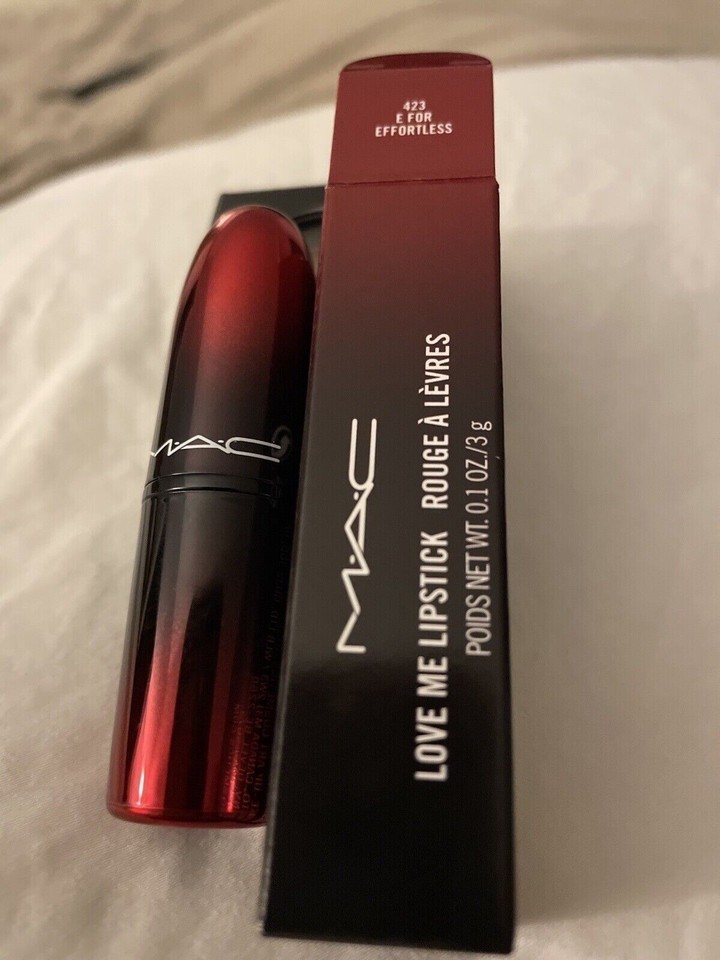 423
E FOR
EFFORTLESS
M·A·C
M·A·C
LOVE ME LIPSTICK ROUGE À LÈVRES
POIDS NET WT. 0.1 OZ./3 g